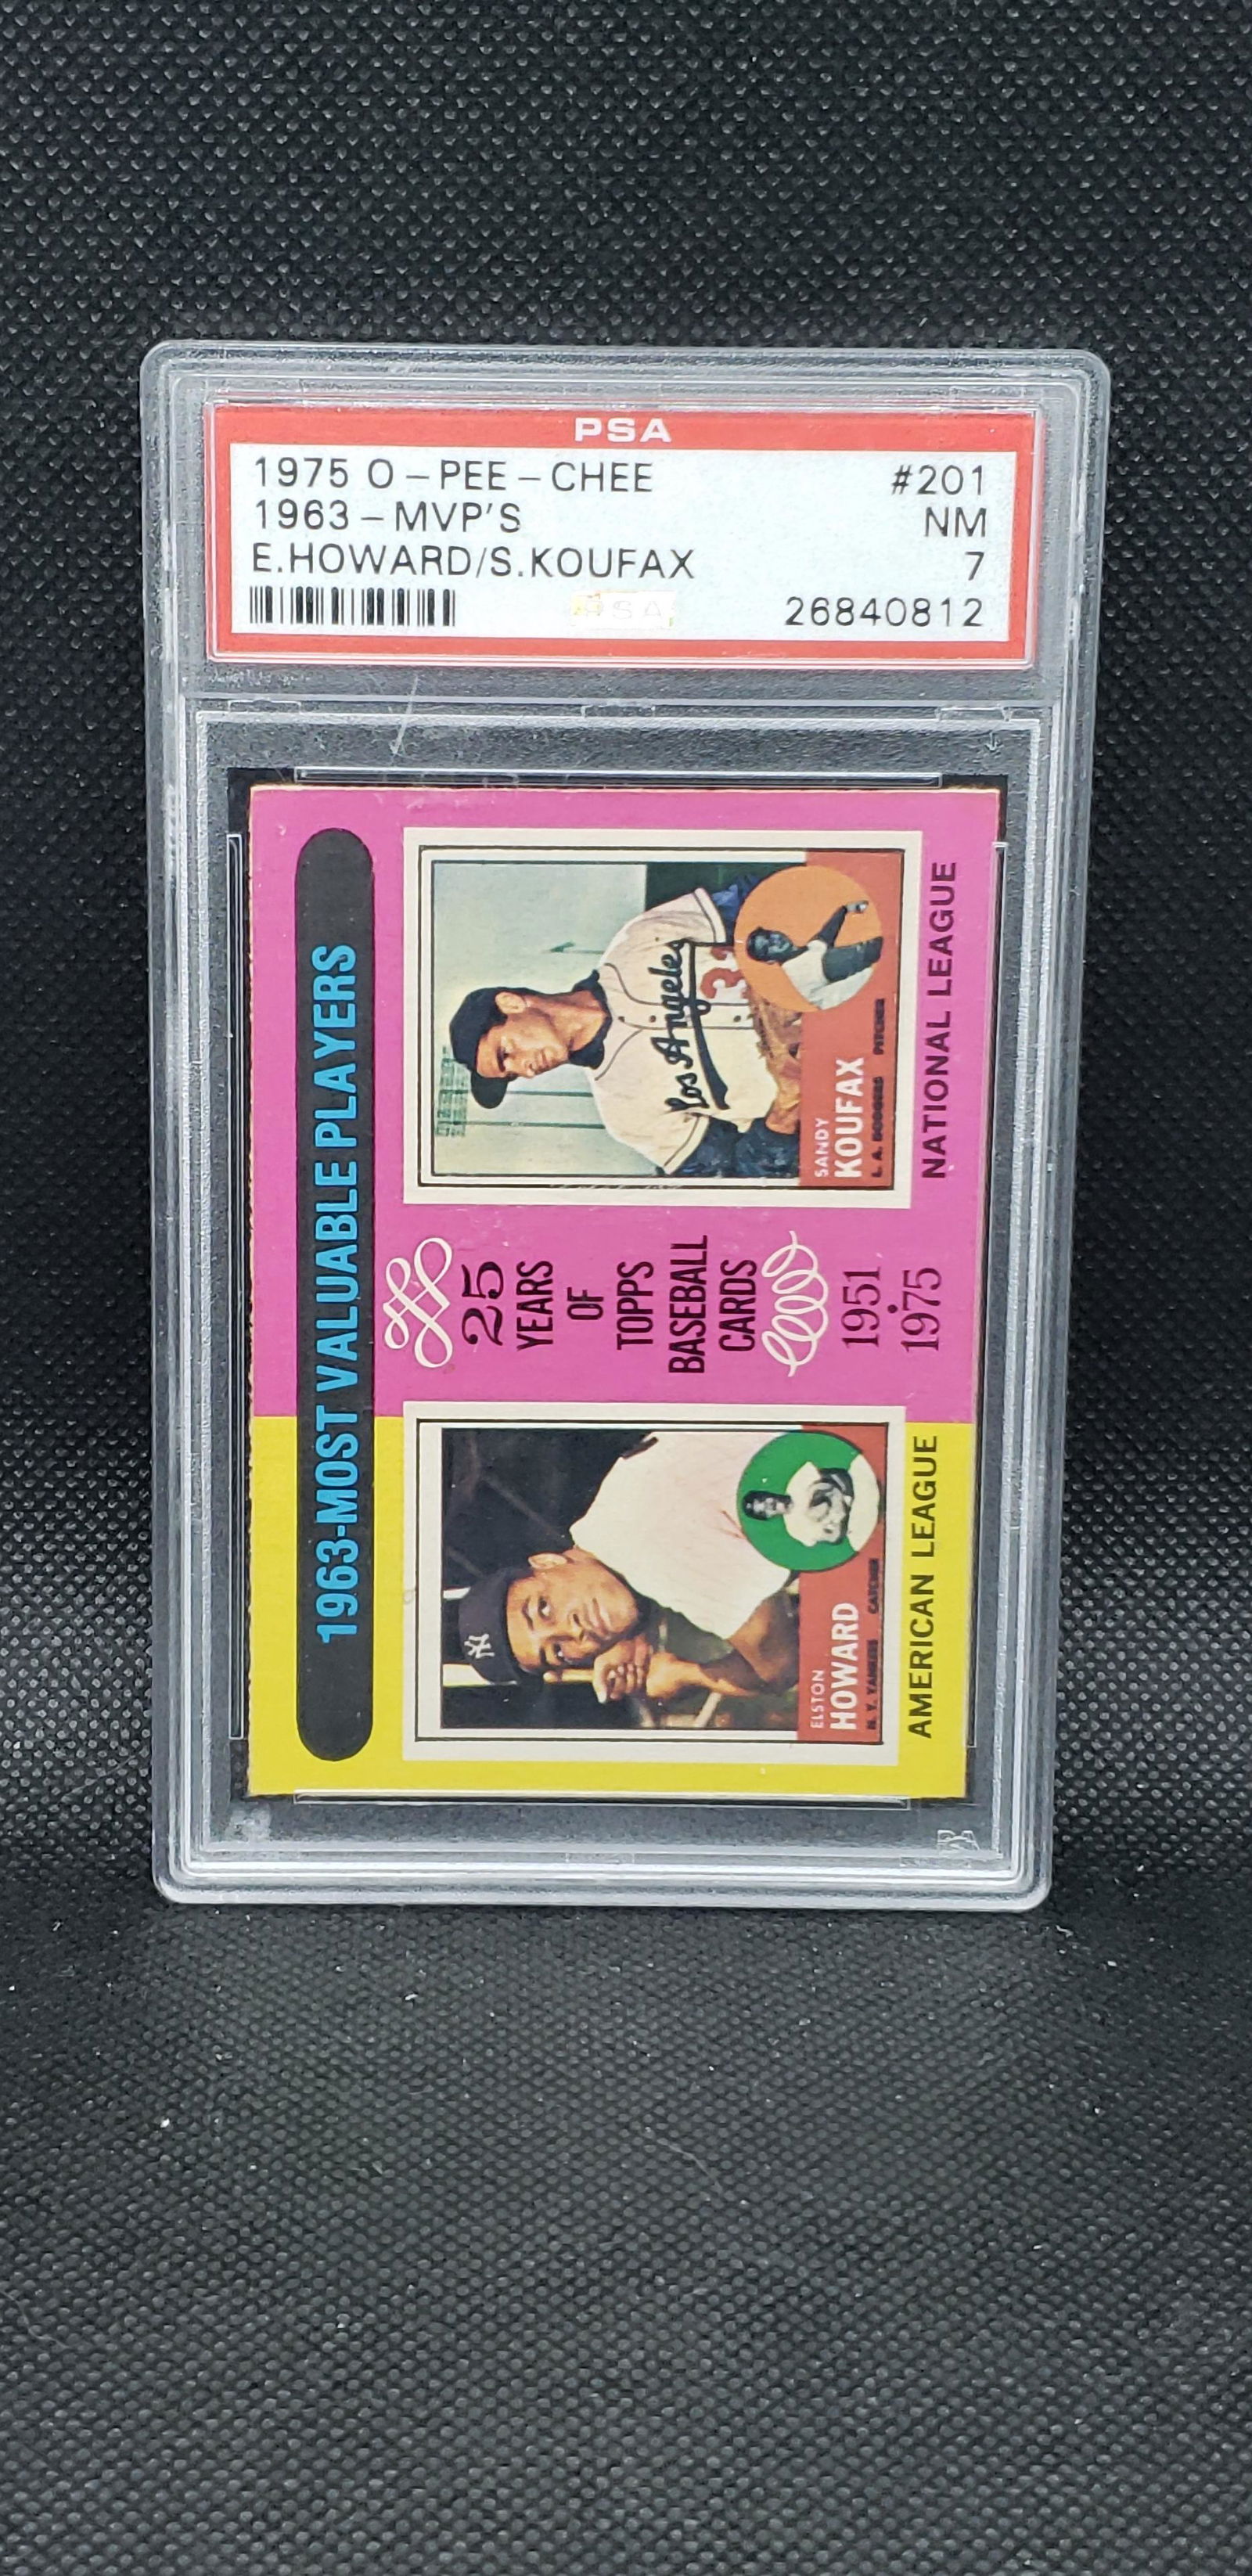 PSA
1975 O-PEE-CHEE #201
1963-MVP'S NM
E.HOWARD/S.KOUFAX 7
PSA 26840812
1963-MOST VALUABLE PLAYERS
25
YEARS
OF
TOPPS
BASEBALL
CARDS
1951
•
1975
NY
ELSTON
HOWARD
N. Y. YANKEES CATCHER
AMERICAN LEAGUE
Los Angeles
3
SANDY
KOUFAX
L. A. DODGERS PITCHER
NATIONAL LEAGUE